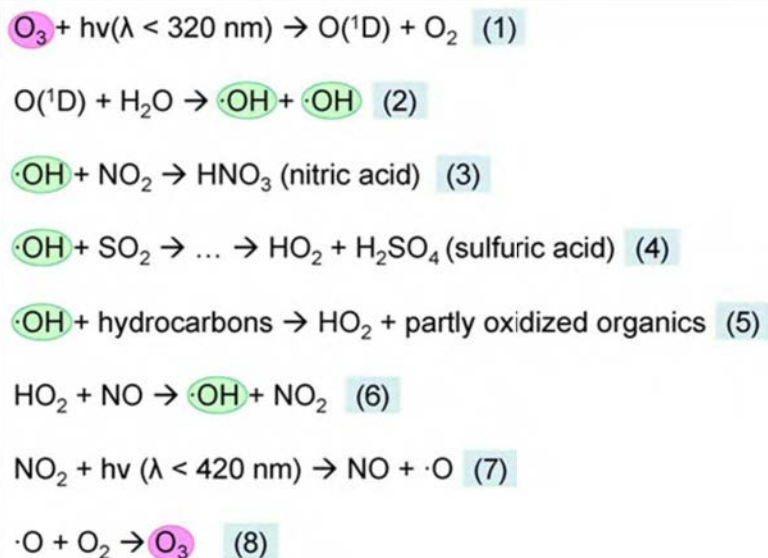 O₃ + hv(λ < 320 nm) → O(¹D) + O₂ (1)
O(¹D) + H₂O → ·OH + ·OH (2)
·OH + NO₂ → HNO₃ (nitric acid) (3)
·OH + SO₂ → ... → HO₂ + H₂SO₄ (sulfuric acid) (4)
·OH + hydrocarbons → HO₂ + partly oxidized organics (5)
HO₂ + NO → ·OH + NO₂ (6)
NO₂ + hv (λ < 420 nm) → NO + ·O (7)
·O + O₂ → O₃ (8)